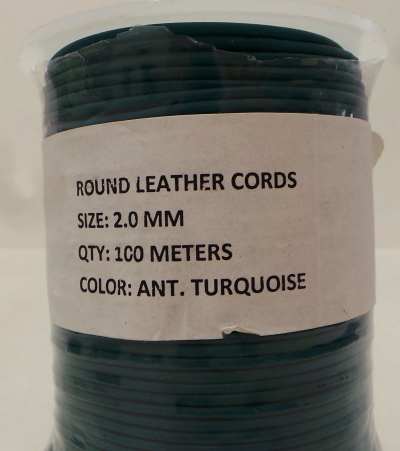 ROUND LEATHER CORDS
SIZE: 2.0 MM
QTY: 100 METERS
COLOR: ANT. TURQUOISE